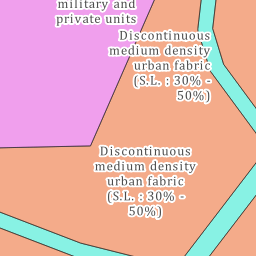 military and
private units
Discontinuous
medium density
urban fabric
(S.L. : 30% -
50%)
Discontinuous
medium density
urban fabric
(S.L. : 30% -
50%)